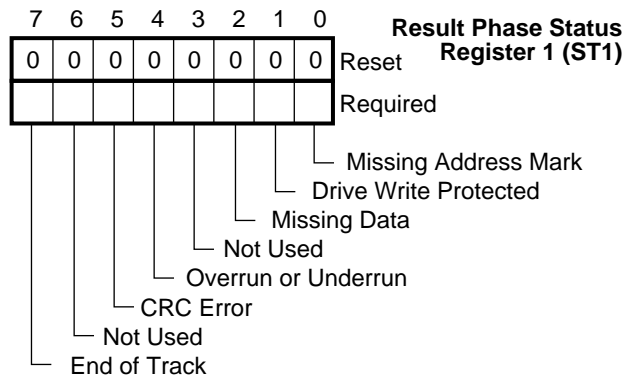 7 6 5 4 3 2 1 0
Result Phase Status
Register 1 (ST1)
0 0 0 0 0 0 0 0 Reset
Required
Missing Address Mark
Drive Write Protected
Missing Data
Not Used
Overrun or Underrun
CRC Error
Not Used
End of Track